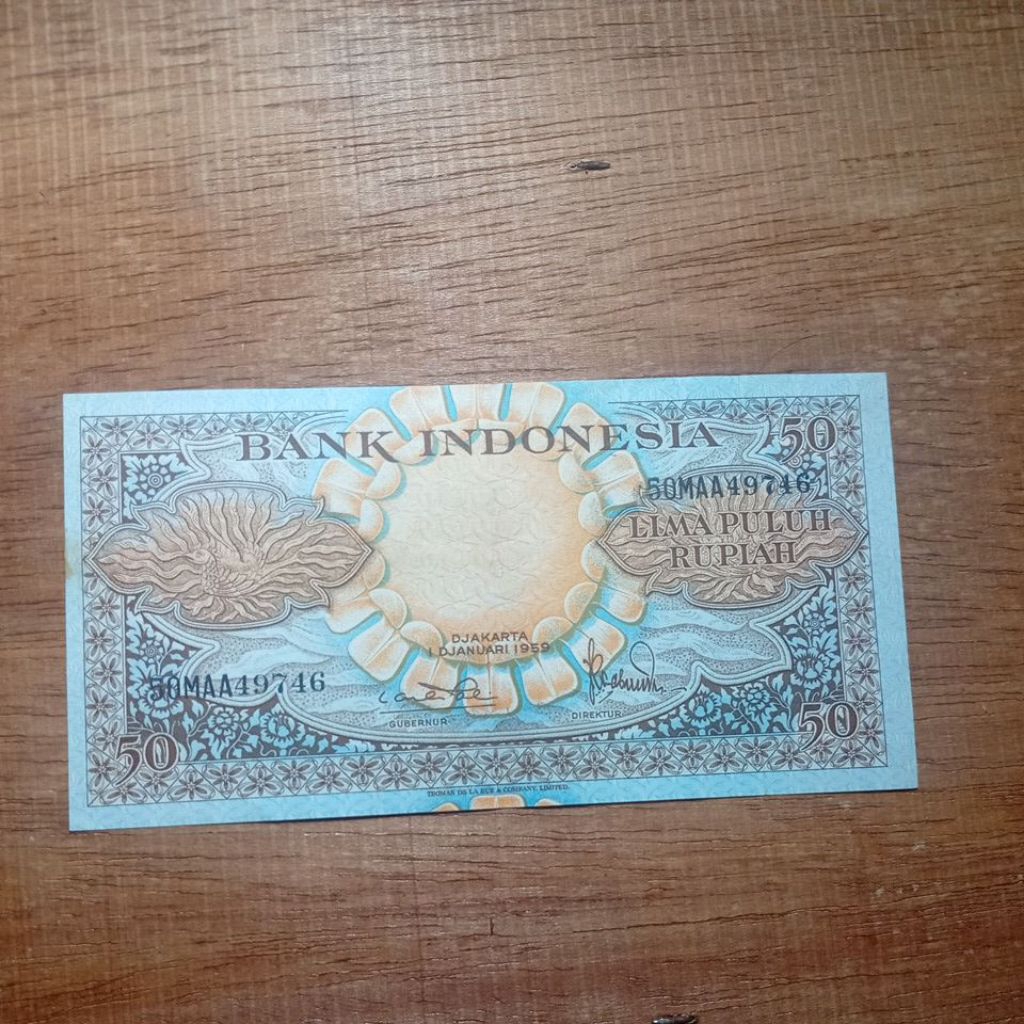 BANK INDONESIA
50
50MAA49746
LIMA PULUH
RUPIAH
DJAKARTA
1 DJANUARI 1959
50MAA49746
GUBERNUR
DIREKTUR
50
50
THOMAS DE LA RUE & COMPANY, LIMITED.